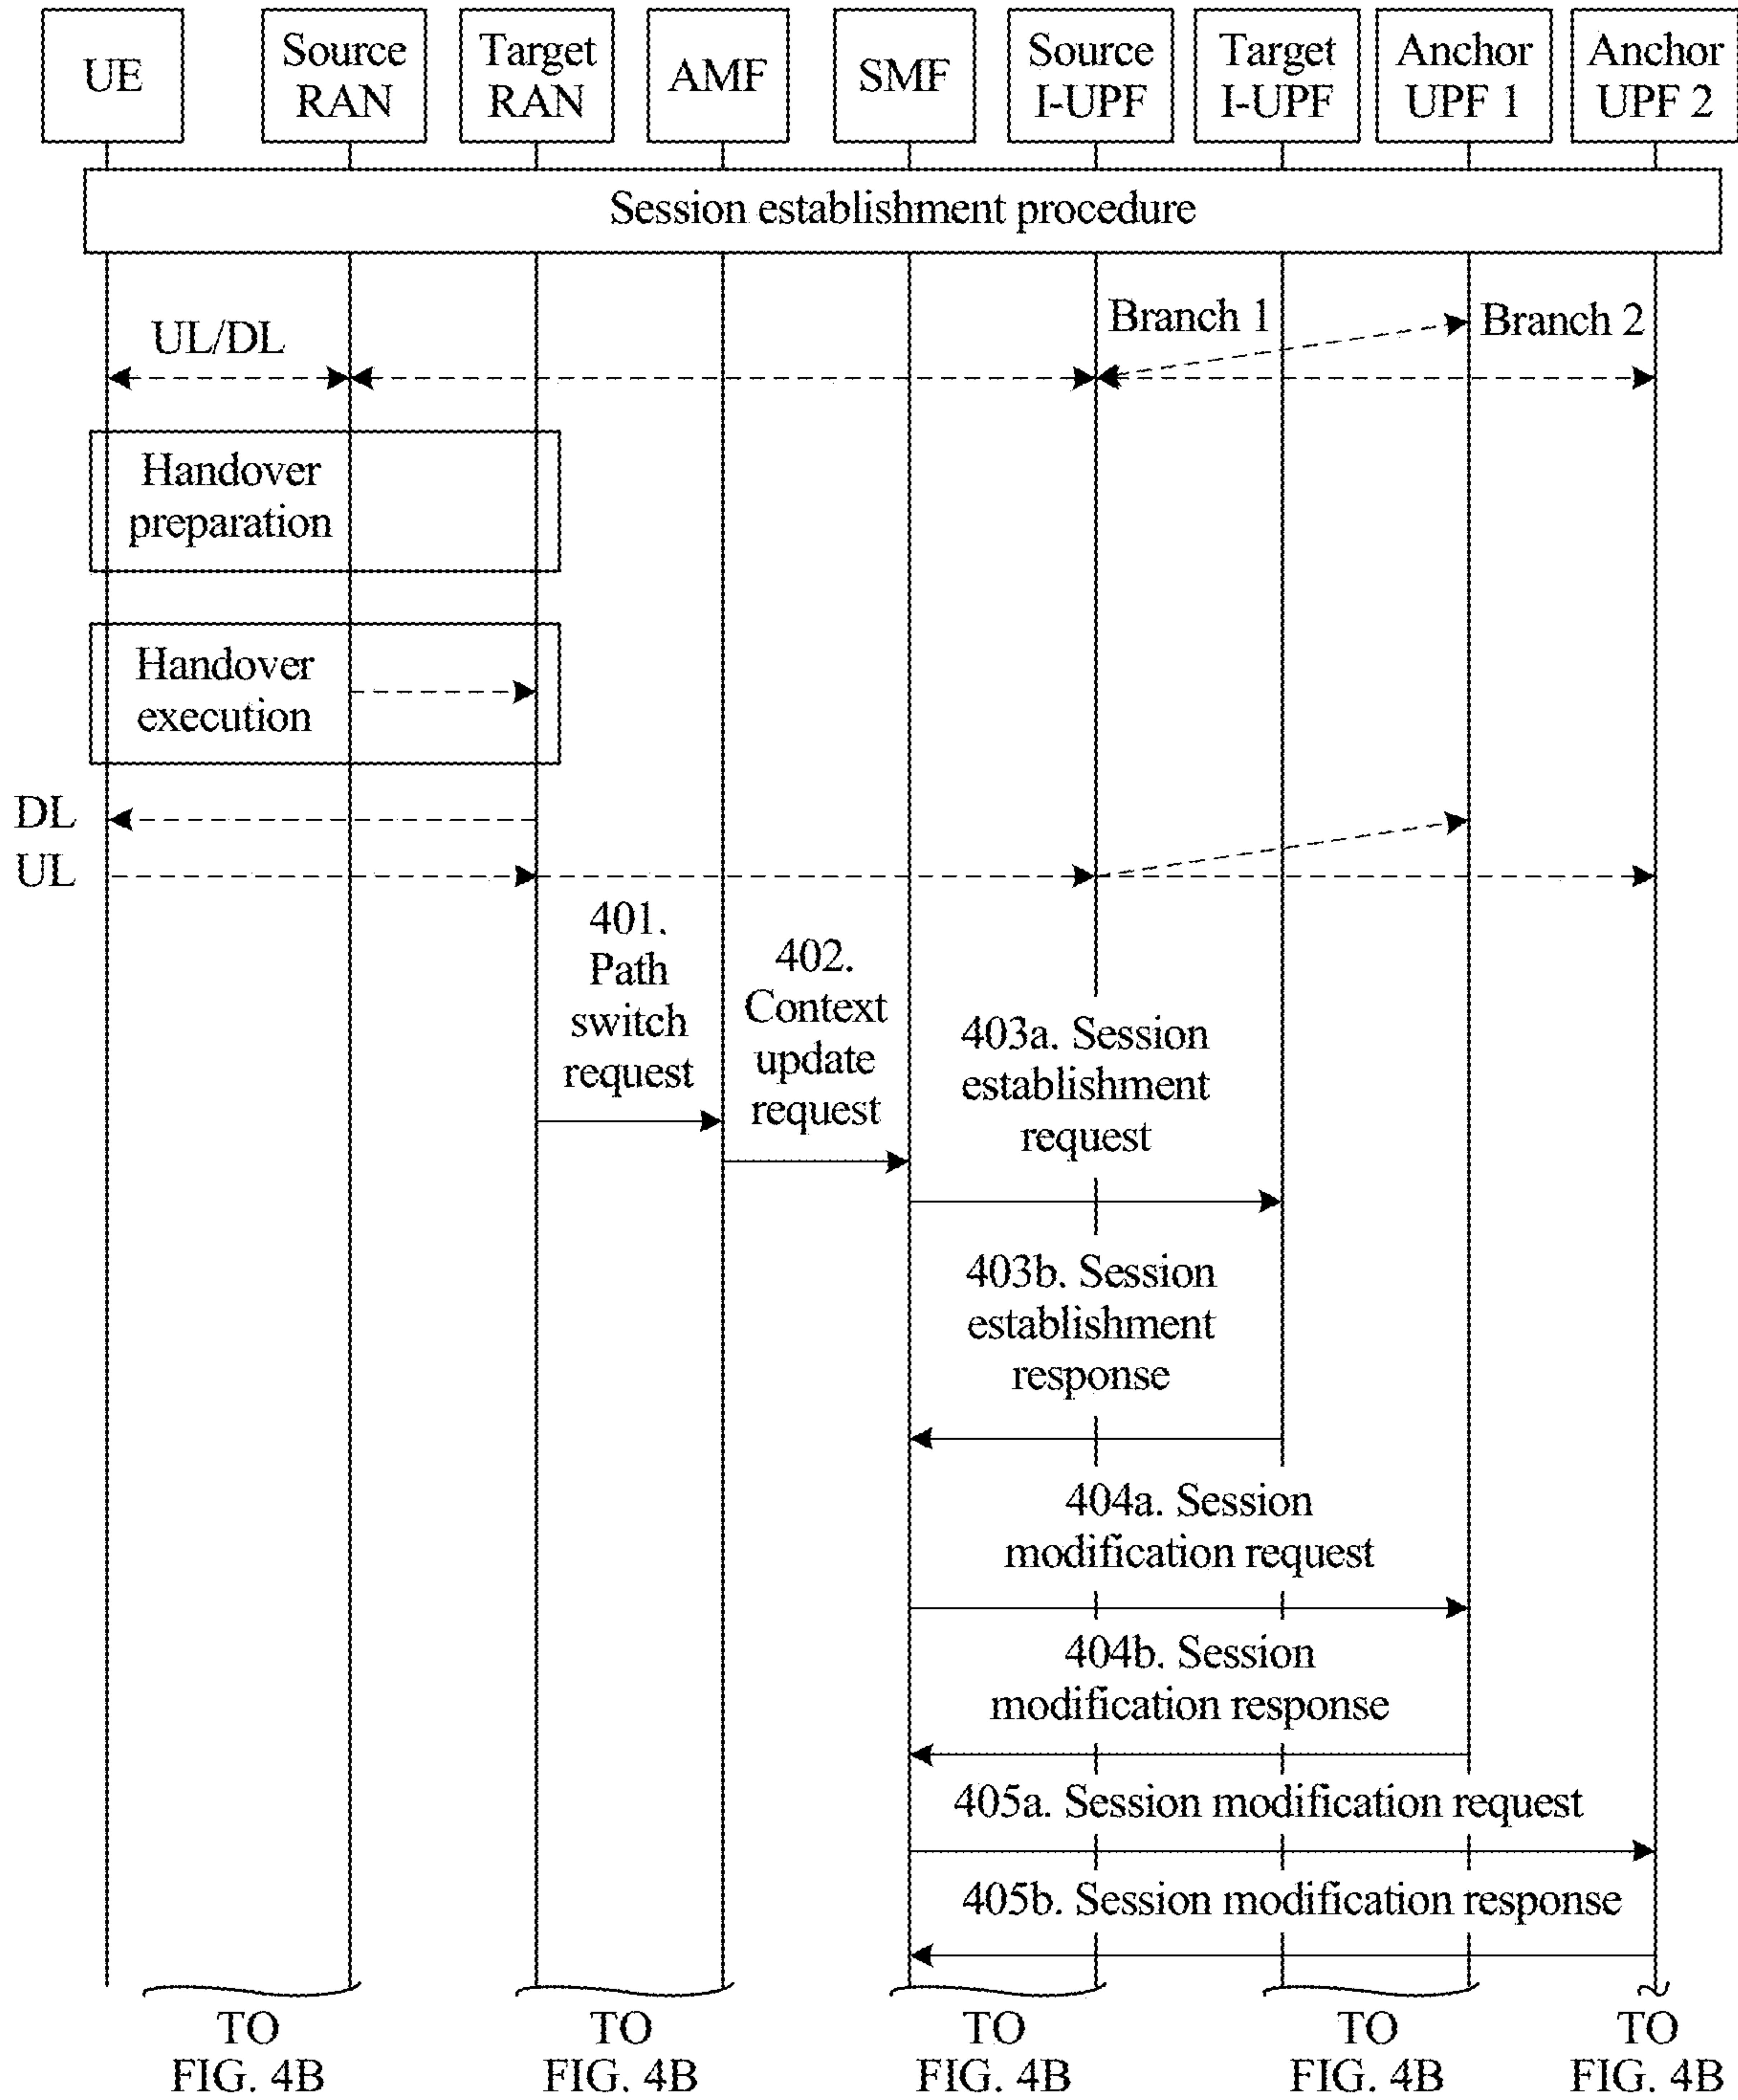 UE
Source
RAN
Target
RAN
AMF
SMF
Source
I-UPF
Target
I-UPF
Anchor
UPF 1
Anchor
UPF 2
Session establishment procedure
UL/DL
Branch 1
Branch 2
Handover
preparation
Handover
execution
DL
UL
401.
Path
switch
request
402.
Context
update
request
403a. Session
establishment
request
403b. Session
establishment
response
404a. Session
modification request
404b. Session
modification response
405a. Session modification request
405b. Session modification response
TO
FIG. 4B
TO
FIG. 4B
TO
FIG. 4B
TO
FIG. 4B
TO
FIG. 4B